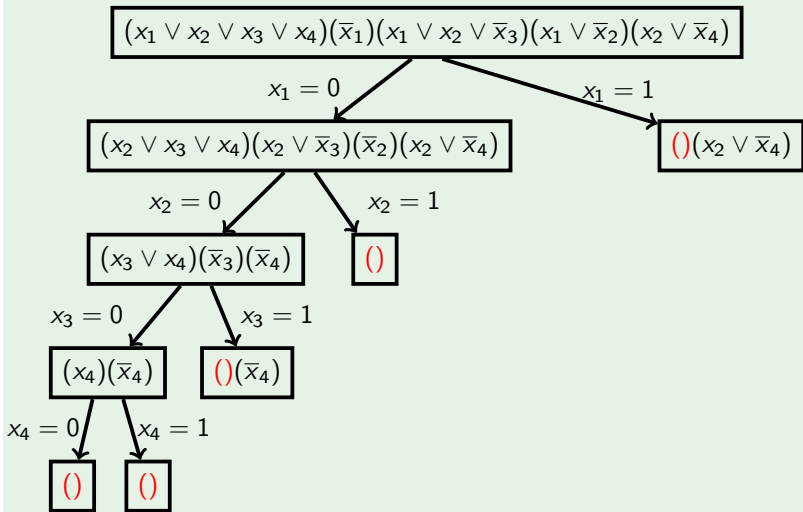 (x₁ ∨ x₂ ∨ x₃ ∨ x₄)(x̅₁)(x₁ ∨ x₂ ∨ x̅₃)(x₁ ∨ x̅₂)(x₂ ∨ x̅₄)
x₁ = 0
x₁ = 1
(x₂ ∨ x₃ ∨ x₄)(x₂ ∨ x̅₃)(x̅₂)(x₂ ∨ x̅₄)
()(x₂ ∨ x̅₄)
x₂ = 0
x₂ = 1
(x₃ ∨ x₄)(x̅₃)(x̅₄)
()
x₃ = 0
x₃ = 1
(x₄)(x̅₄)
()(x̅₄)
x₄ = 0
x₄ = 1
()
()